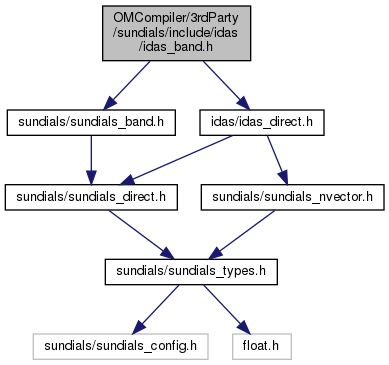 OMCompiler/3rdParty
/sundials/include/idas
/idas_band.h
sundials/sundials_band.h
idas/idas_direct.h
sundials/sundials_direct.h
sundials/sundials_nvector.h
sundials/sundials_types.h
sundials/sundials_config.h
float.h